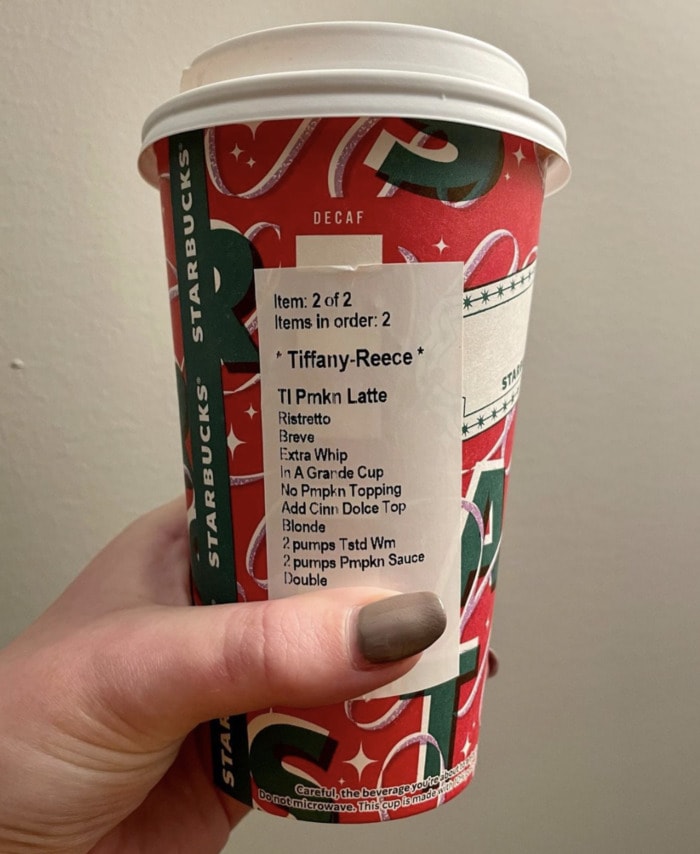 STARBUCKS®
STARBUCKS®
STAR
DECAF
Item: 2 of 2
Items in order: 2
* Tiffany-Reece *
Tl Pmkn Latte
Ristretto
Breve
Extra Whip
In A Grande Cup
No Pmpkn Topping
Add Cinn Dolce Top
Blonde
2 pumps Tstd Wm
2 pumps Pmpkn Sauce
Double
STAR
Careful, the beverage you're about
Do not microwave. This cup is made with